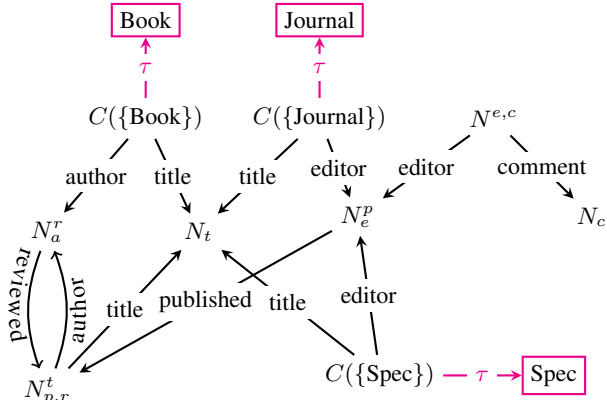 Book Journal
τ τ
C({Book}) C({Journal}) N^{e,c}
author title title editor editor comment
N_a^r N_t N_e^p N_c
reviewed author title published title editor
N_{p,r}^t C({Spec}) τ Spec